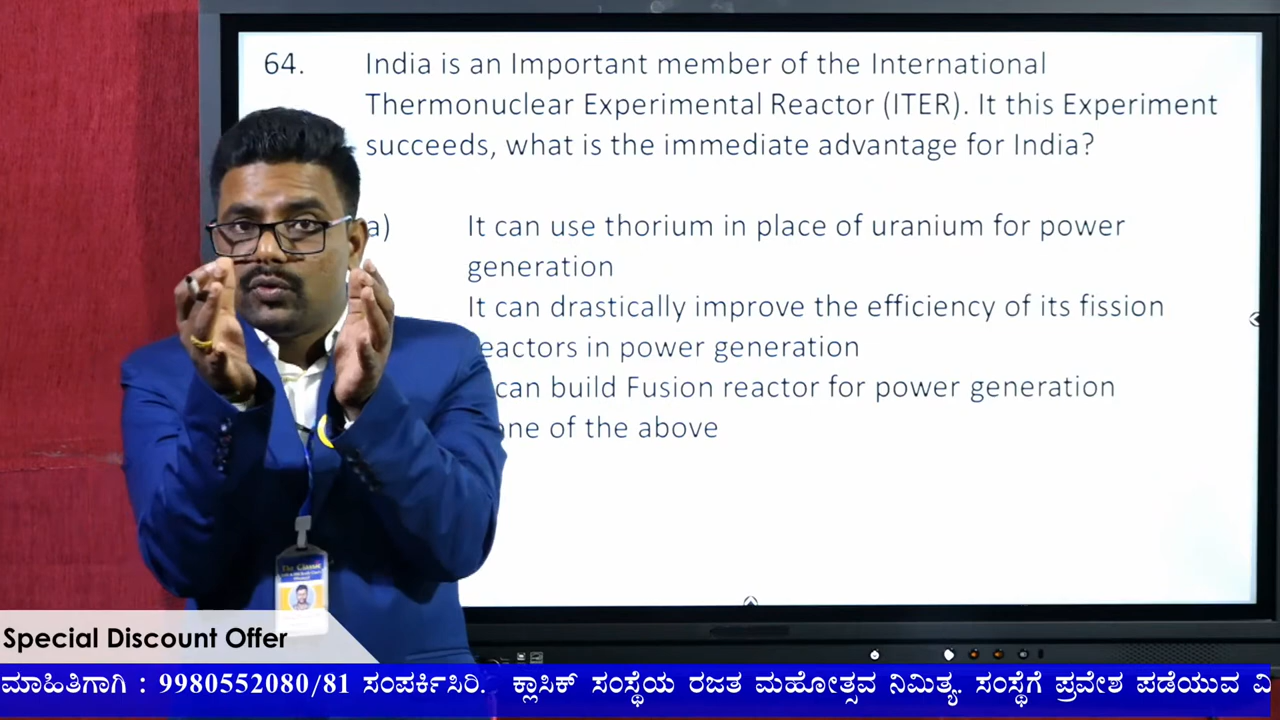 64. India is an Important member of the International
Thermonuclear Experimental Reactor (ITER). It this Experiment
succeeds, what is the immediate advantage for India?
a) It can use thorium in place of uranium for power
generation
It can drastically improve the efficiency of its fission
eactors in power generation
can build Fusion reactor for power generation
of the above
The Classic
Special Discount Offer
ಮಾಹಿತಿಗಾಗಿ : 9980552080/81 ಸಂಪರ್ಕಿಸಿರಿ. ಕ್ಲಾಸಿಕ್ ಸಂಸ್ಥೆಯ ರಜತ ಮಹೋತ್ಸವ ನಿಮಿತ್ಯ. ಸಂಸ್ಥೆಗೆ ಪ್ರವೇಶ ಪಡೆಯುವ ವಿ